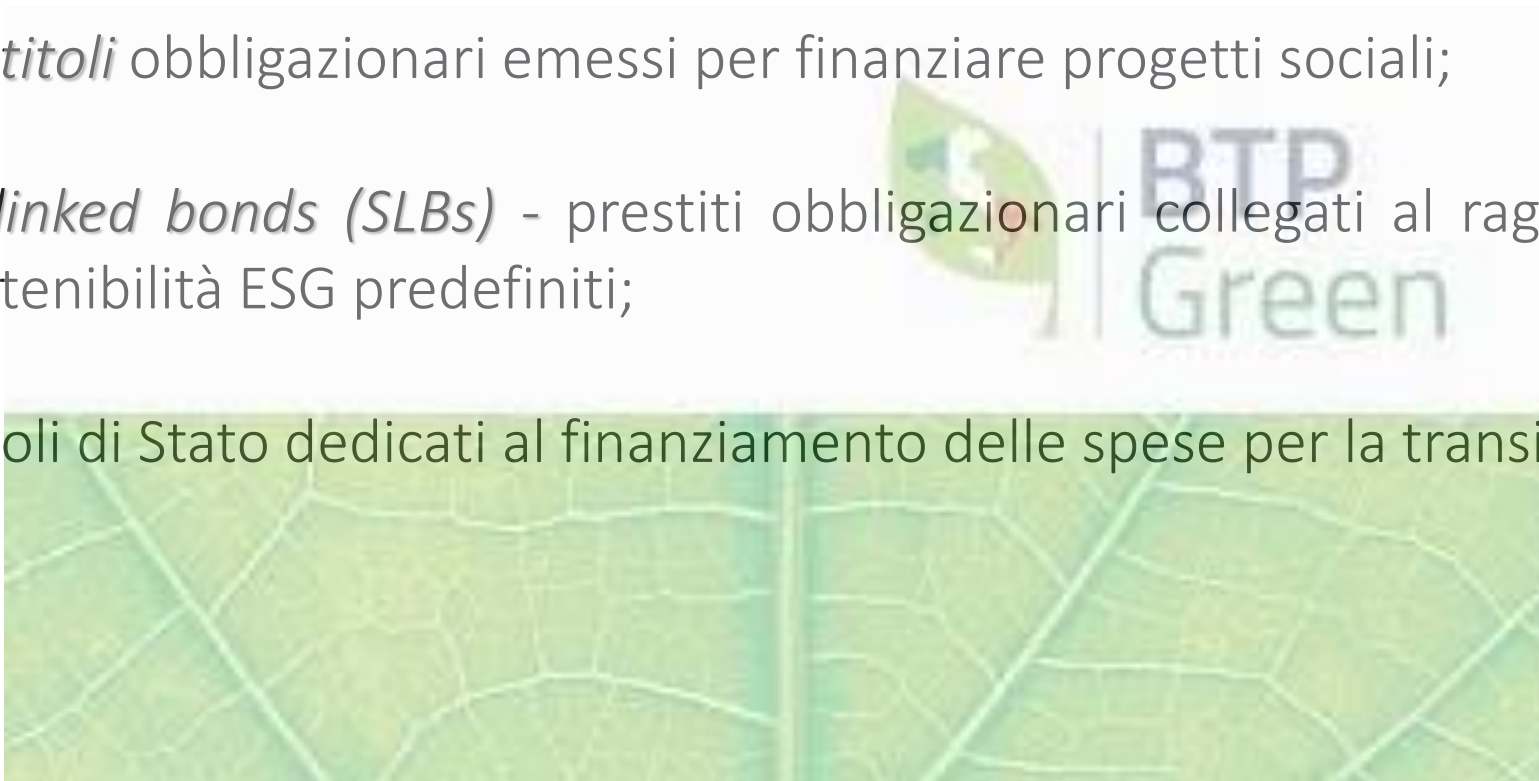 titoli obbligazionari emessi per finanziare progetti sociali;
BTP
linked bonds (SLBs) - prestiti obbligazionari collegati al rag
Green
tenibilità ESG predefiniti;
oli di Stato dedicati al finanziamento delle spese per la transi